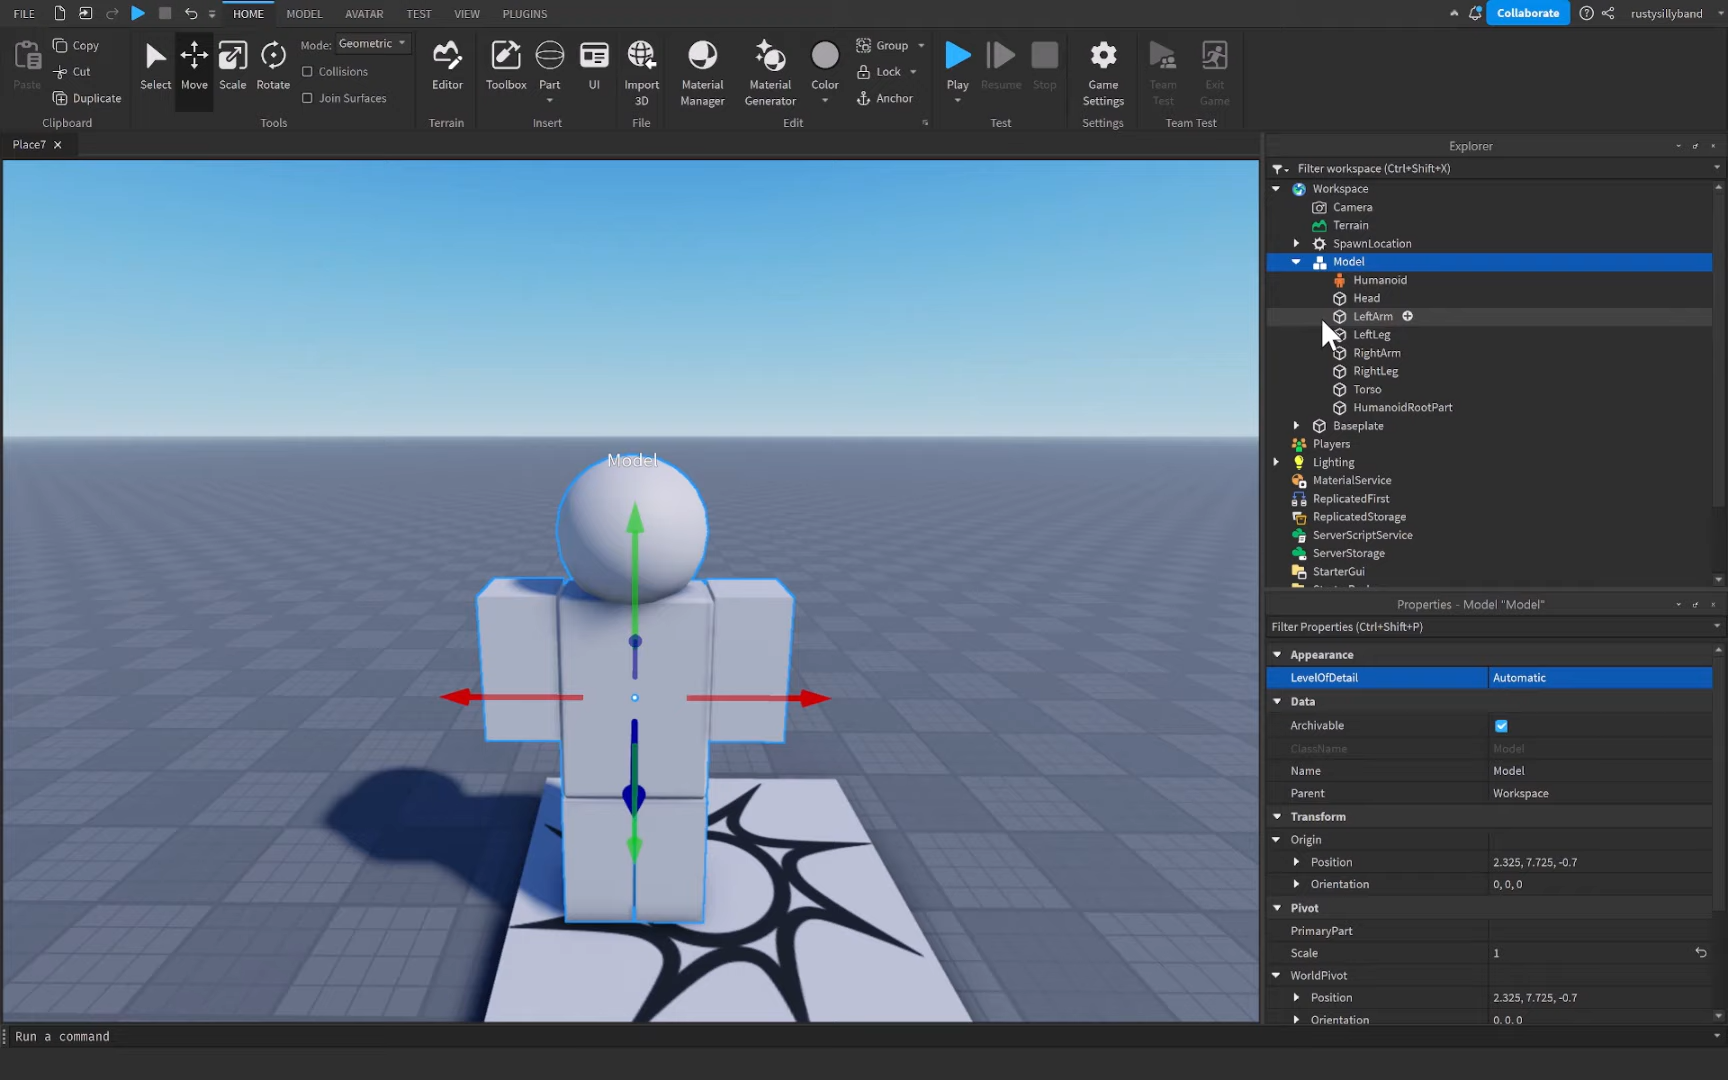 FILE HOME MODEL AVATAR TEST VIEW PLUGINS Collaborate rustysillyband
Paste Copy Cut Duplicate Clipboard
Select Move Scale Rotate Mode: Geometric Collisions Join Surfaces Tools
Editor Terrain
Toolbox Part UI Insert
Import 3D File
Material Manager Material Generator Color Group Lock Anchor Edit
Play Resume Stop Test
Game Settings Settings
Team Test Exit Game Team Test
Place7
Model
Explorer
Filter workspace (Ctrl+Shift+X)
Workspace
Camera
Terrain
SpawnLocation
Model
Humanoid
Head
LeftArm
LeftLeg
RightArm
RightLeg
Torso
HumanoidRootPart
Baseplate
Players
Lighting
MaterialService
ReplicatedFirst
ReplicatedStorage
ServerScriptService
ServerStorage
StarterGui
Properties - Model "Model"
Filter Properties (Ctrl+Shift+P)
Appearance
LevelOfDetail Automatic
Data
Archivable
ClassName Model
Name Model
Parent Workspace
Transform
Origin
Position 2.325, 7.725, -0.7
Orientation 0, 0, 0
Pivot
PrimaryPart
Scale 1
WorldPivot
Position 2.325, 7.725, -0.7
Orientation 0, 0, 0
Run a command